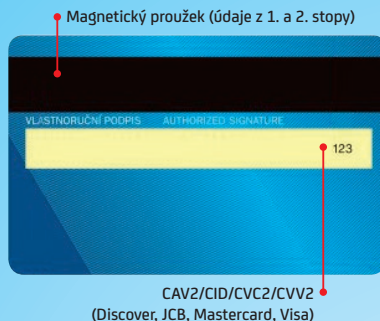 Magnetický proužek (údaje z 1. a 2. stopy)
VLASTNORUČNÍ PODPIS AUTHORIZED SIGNATURE
123
CAV2/CID/CVC2/CVV2
(Discover, JCB, Mastercard, Visa)